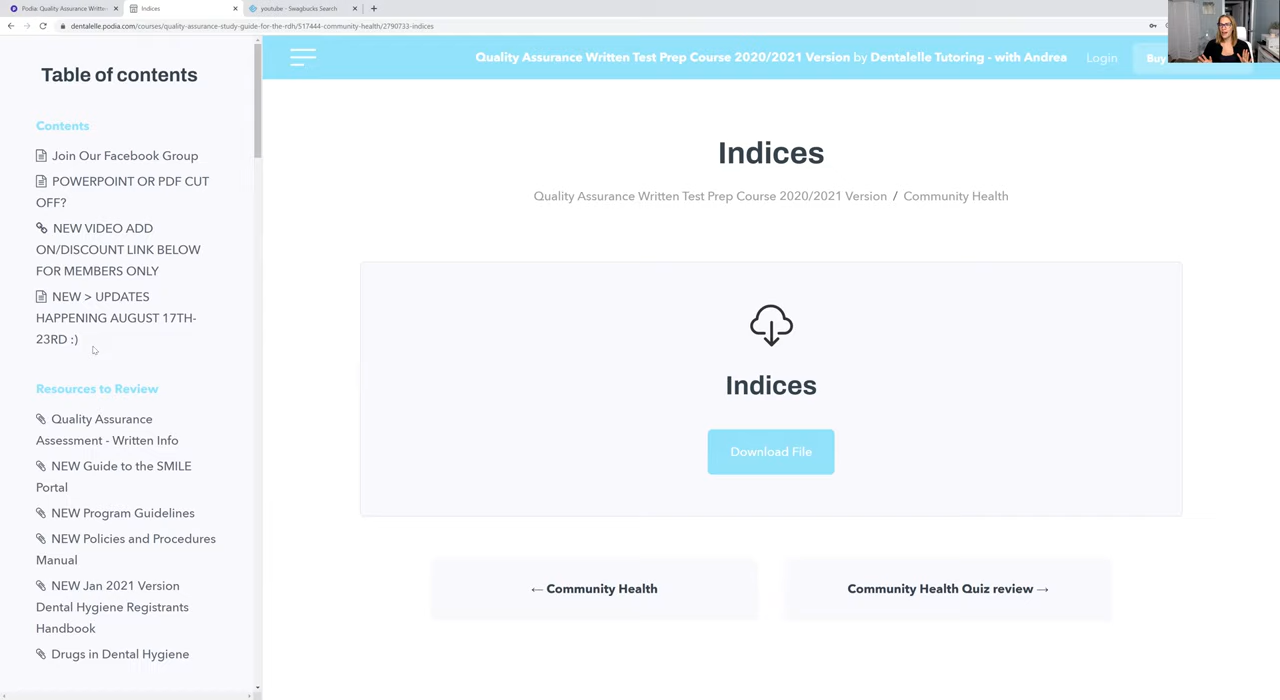 Podia: Quality Assurance Writte
Indices
youtube - Swagbucks Search
dentalelle.podia.com/courses/quality-assurance-study-guide-for-the-rdh/517444-community-health/2790733-indices
Quality Assurance Written Test Prep Course 2020/2021 Version by Dentalelle Tutoring - with Andrea
Login
Buy
Table of contents
Contents
Join Our Facebook Group
POWERPOINT OR PDF CUT
OFF?
NEW VIDEO ADD
ON/DISCOUNT LINK BELOW
FOR MEMBERS ONLY
NEW > UPDATES
HAPPENING AUGUST 17TH-
23RD :)
Resources to Review
Quality Assurance
Assessment - Written Info
NEW Guide to the SMILE
Portal
NEW Program Guidelines
NEW Policies and Procedures
Manual
NEW Jan 2021 Version
Dental Hygiene Registrants
Handbook
Drugs in Dental Hygiene
Indices
Quality Assurance Written Test Prep Course 2020/2021 Version / Community Health
Indices
Download File
← Community Health
Community Health Quiz review →